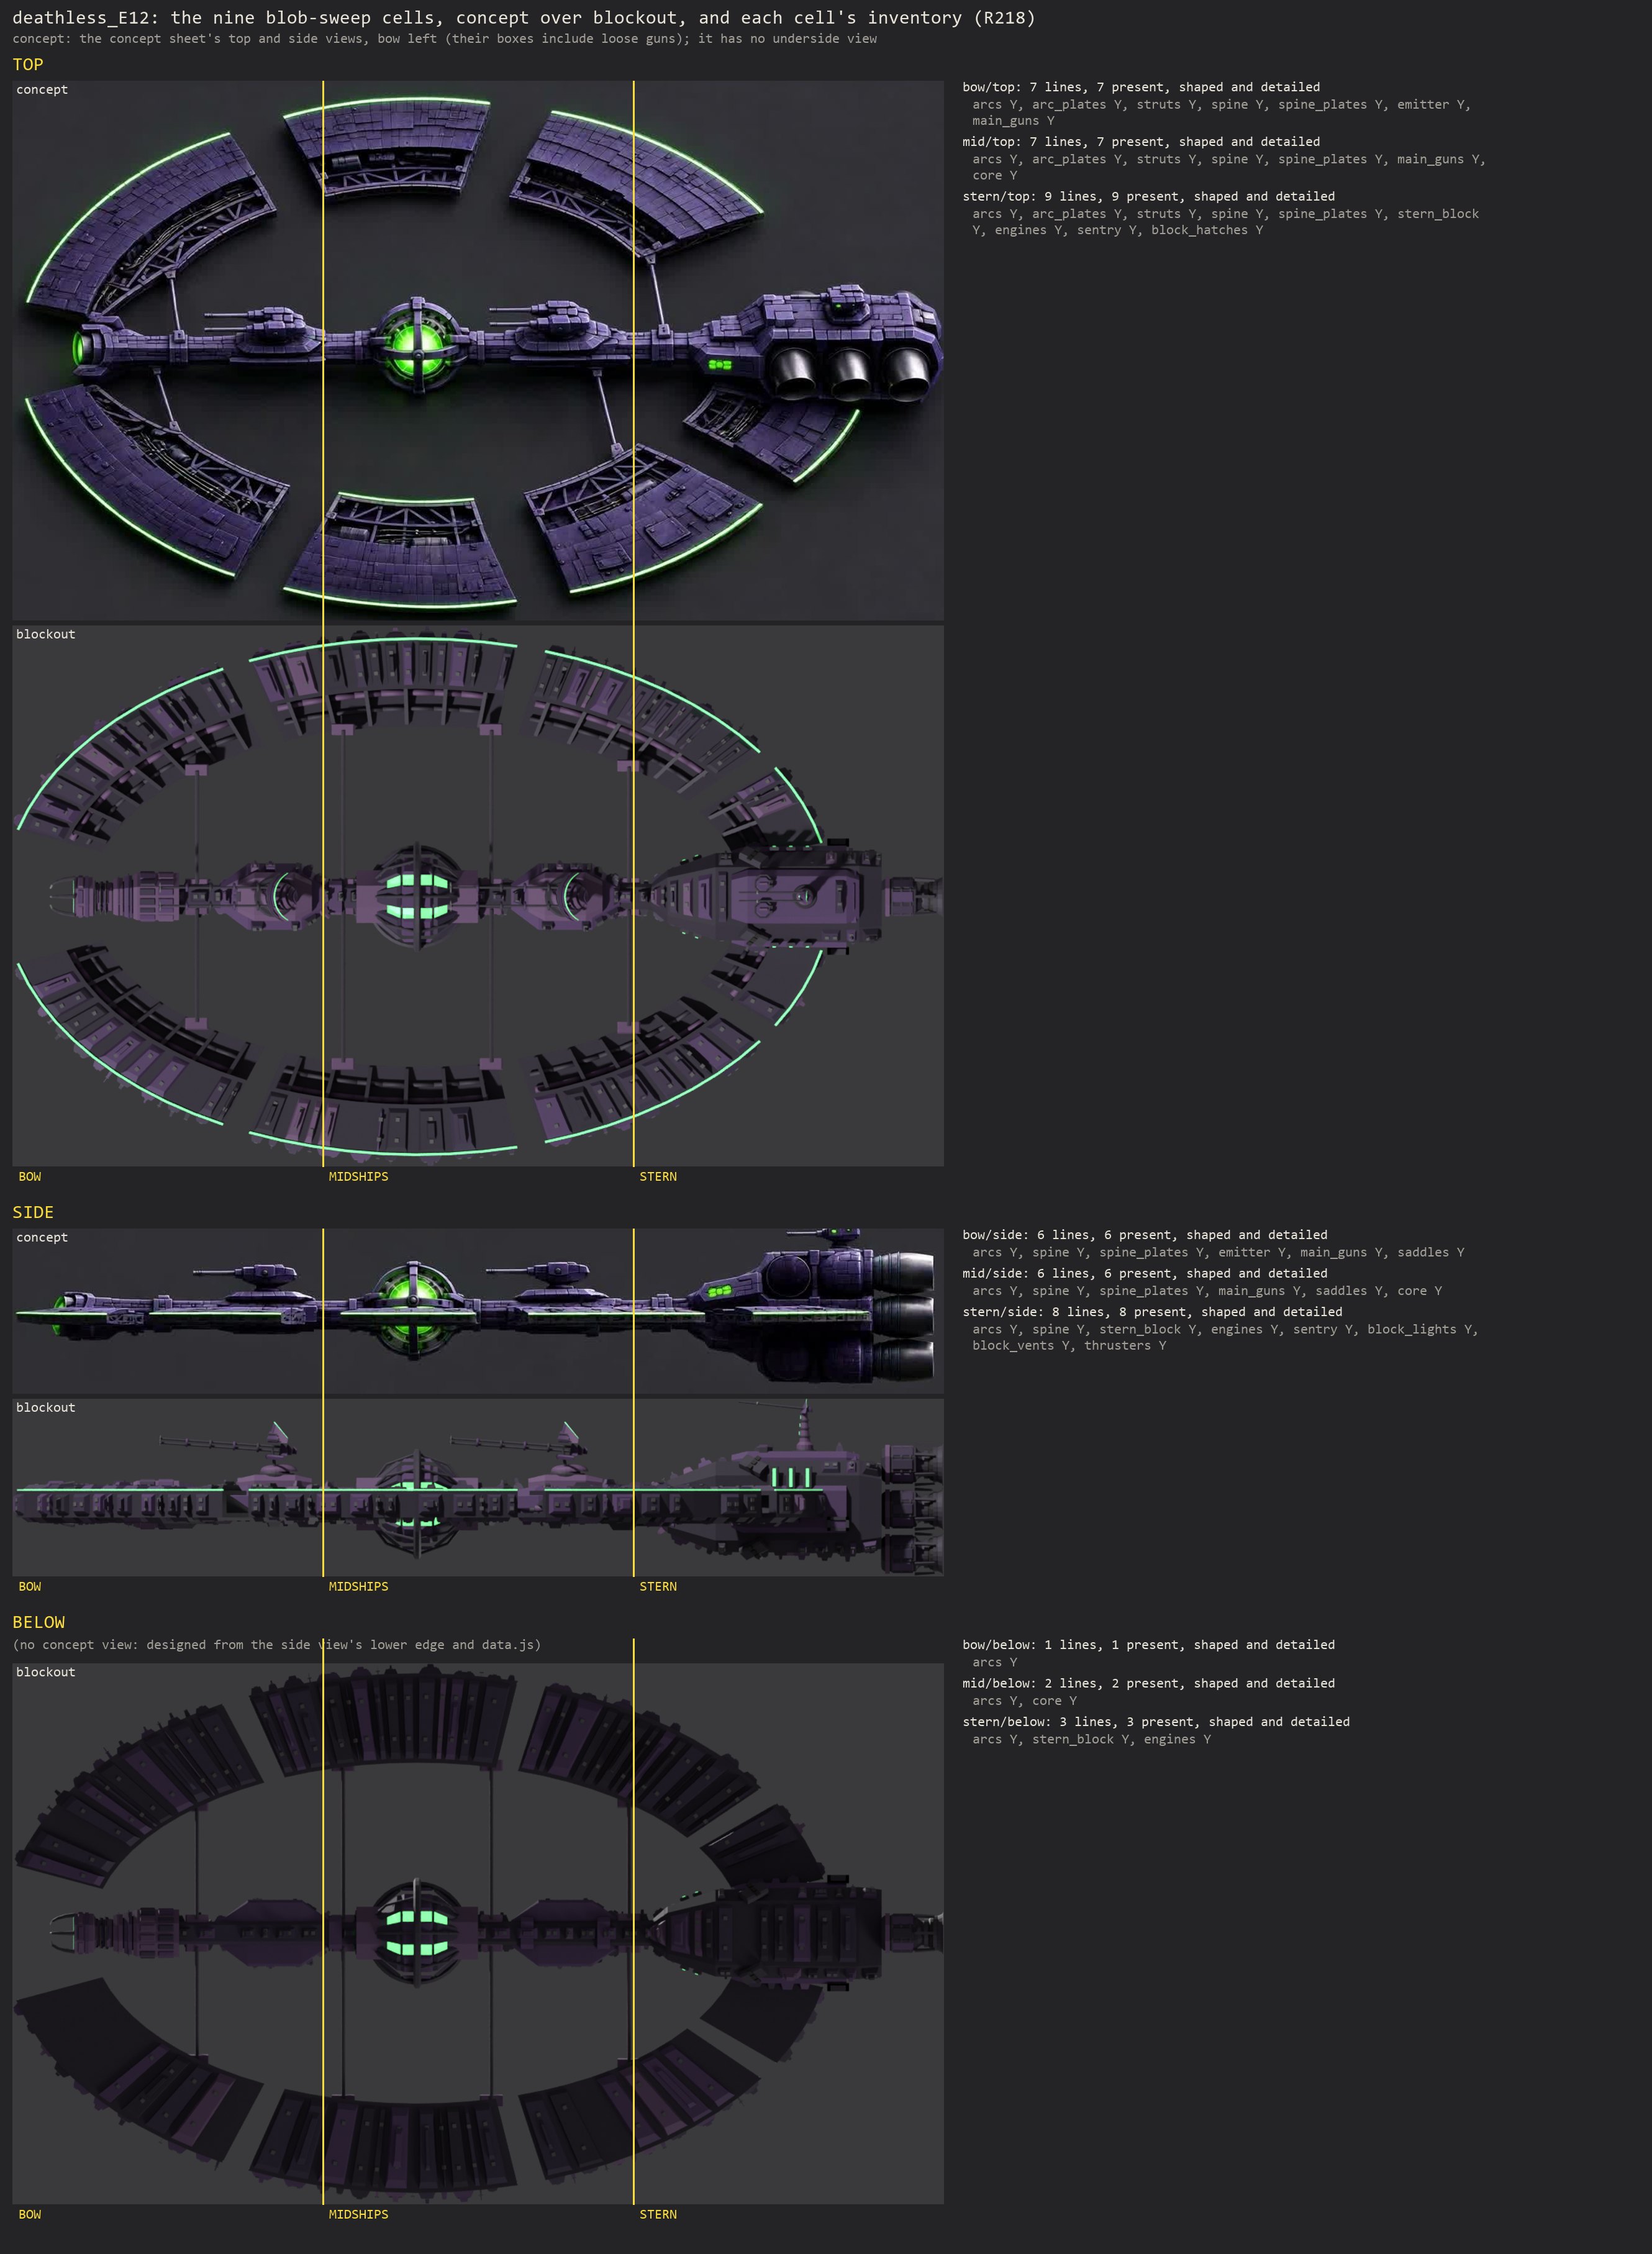 deathless_E12: the nine blob-sweep cells, concept over blockout, and each cell's inventory (R218)
concept: the concept sheet's top and side views, bow left (their boxes include loose guns); it has no underside view
TOP
concept
bow/top: 7 lines, 7 present, shaped and detailed
arcs Y, arc_plates Y, struts Y, spine Y, spine_plates Y, emitter Y,
main_guns Y
mid/top: 7 lines, 7 present, shaped and detailed
arcs Y, arc_plates Y, struts Y, spine Y, spine_plates Y, main_guns Y,
core Y
stern/top: 9 lines, 9 present, shaped and detailed
arcs Y, arc_plates Y, struts Y, spine Y, spine_plates Y, stern_block
Y, engines Y, sentry Y, block_hatches Y
blockout
BOW
MIDSHIPS
STERN
SIDE
concept
bow/side: 6 lines, 6 present, shaped and detailed
arcs Y, spine Y, spine_plates Y, emitter Y, main_guns Y, saddles Y
mid/side: 6 lines, 6 present, shaped and detailed
arcs Y, spine Y, spine_plates Y, main_guns Y, saddles Y, core Y
stern/side: 8 lines, 8 present, shaped and detailed
arcs Y, spine Y, stern_block Y, engines Y, sentry Y, block_lights Y,
block_vents Y, thrusters Y
blockout
BOW
MIDSHIPS
STERN
BELOW
(no concept view: designed from the side view's lower edge and data.js)
blockout
bow/below: 1 lines, 1 present, shaped and detailed
arcs Y
mid/below: 2 lines, 2 present, shaped and detailed
arcs Y, core Y
stern/below: 3 lines, 3 present, shaped and detailed
arcs Y, stern_block Y, engines Y
BOW
MIDSHIPS
STERN